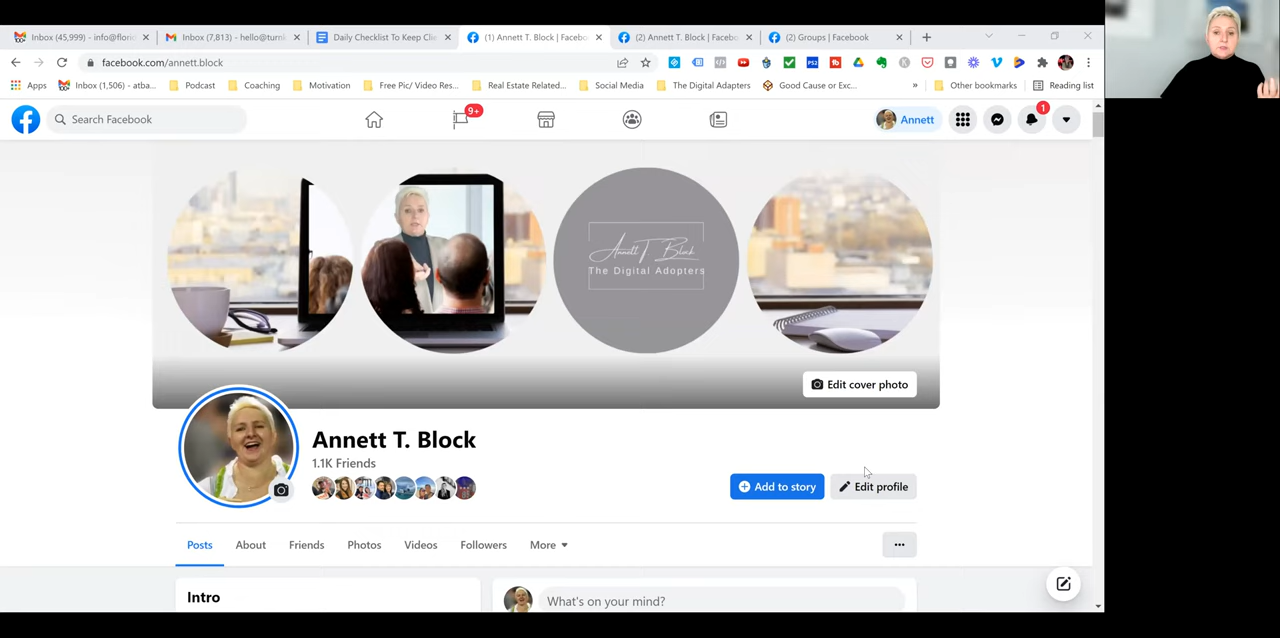 Inbox (45,999) - info@flori
Inbox (7,813) - hello@turni
Daily Checklist To Keep Clie
(1) Annett T. Block | Facebo
(2) Annett T. Block | Facebo
(2) Groups | Facebook
facebook.com/annett.block
Apps
Inbox (1,506) - atba...
Podcast
Coaching
Motivation
Free Pic/ Video Res...
Real Estate Related...
Social Media
The Digital Adopters
Good Cause or Exc...
»
Other bookmarks
Reading list
Search Facebook
9+
Annett
1
Annett T Block
The Digital Adopters
Edit cover photo
Annett T. Block
1.1K Friends
Add to story
Edit profile
Posts
About
Friends
Photos
Videos
Followers
More
Intro
What's on your mind?